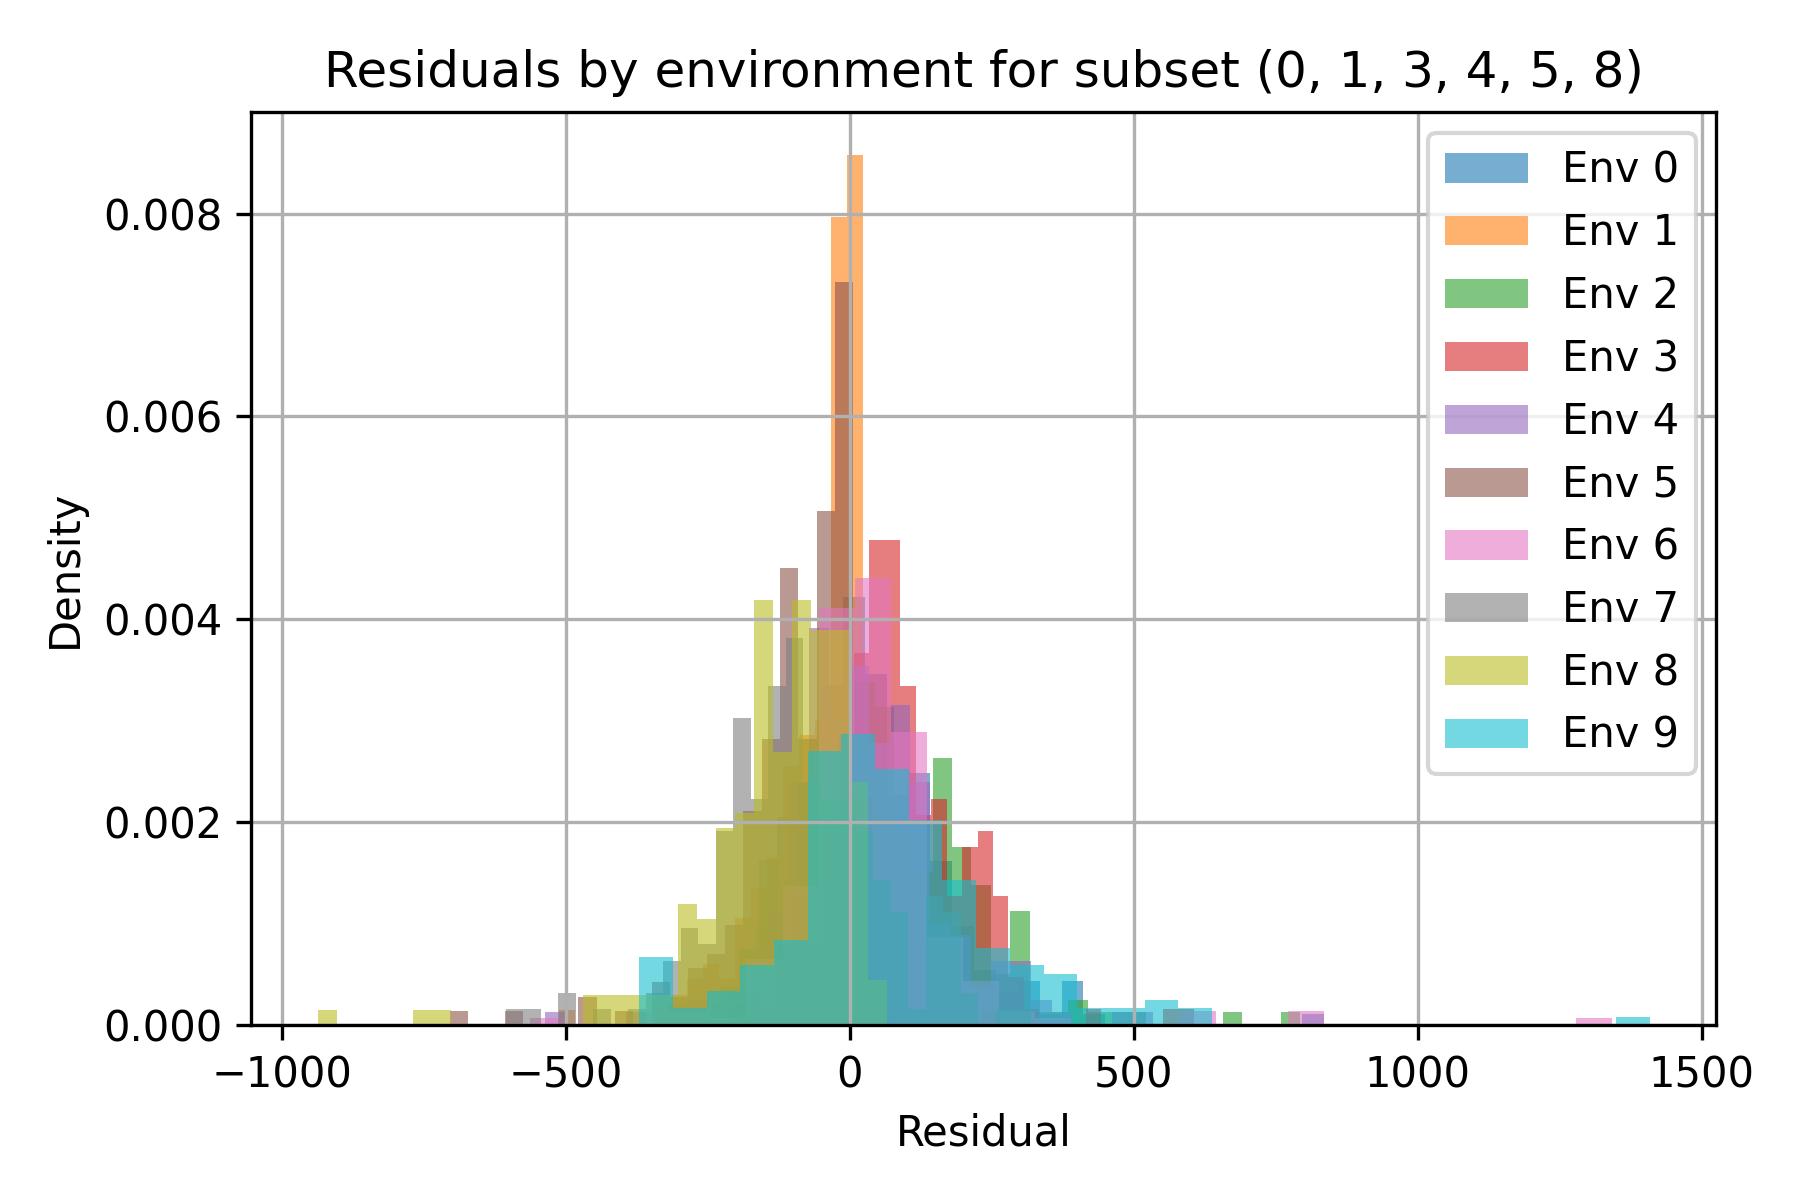 Residuals by environment for subset (0, 1, 3, 4, 5, 8)
Env 0
Env 1
Env 2
Env 3
Env 4
Env 5
Env 6
Env 7
Env 8
Env 9
Density
0.008
0.006
0.004
0.002
0.000
−1000
−500
0
500
1000
1500
Residual